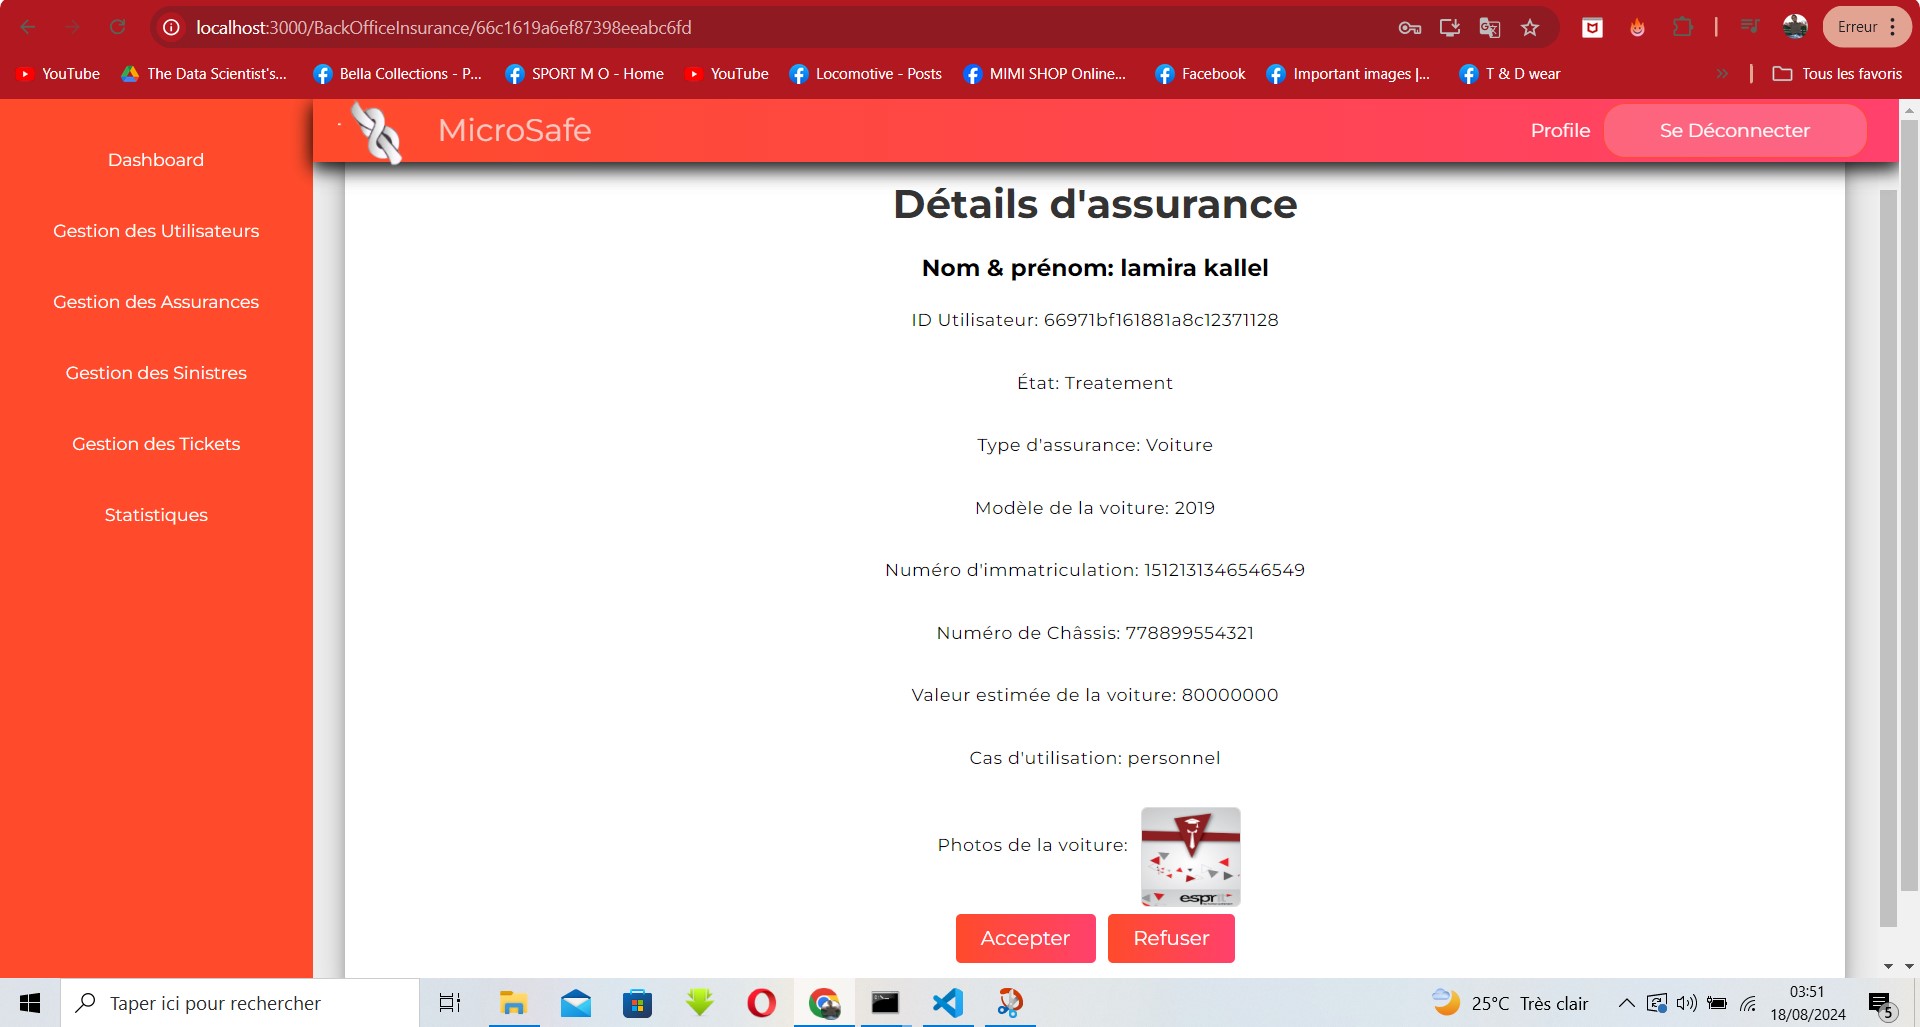 localhost:3000/BackOfficeInsurance/66c1619a6ef87398eeabc6fd
Erreur
YouTube
The Data Scientist's...
Bella Collections - P...
SPORT M O - Home
YouTube
Locomotive - Posts
MIMI SHOP Online...
Facebook
Important images |...
T & D wear
Tous les favoris
MicroSafe
Profile
Se Déconnecter
Dashboard
Gestion des Utilisateurs
Gestion des Assurances
Gestion des Sinistres
Gestion des Tickets
Statistiques
Détails d'assurance
Nom & prénom: lamira kallel
ID Utilisateur: 66971bf161881a8c12371128
État: Treatement
Type d'assurance: Voiture
Modèle de la voiture: 2019
Numéro d'immatriculation: 1512131346546549
Numéro de Châssis: 778899554321
Valeur estimée de la voiture: 80000000
Cas d'utilisation: personnel
Photos de la voiture:
Accepter
Refuser
Taper ici pour rechercher
25°C Très clair
03:51
18/08/2024
5